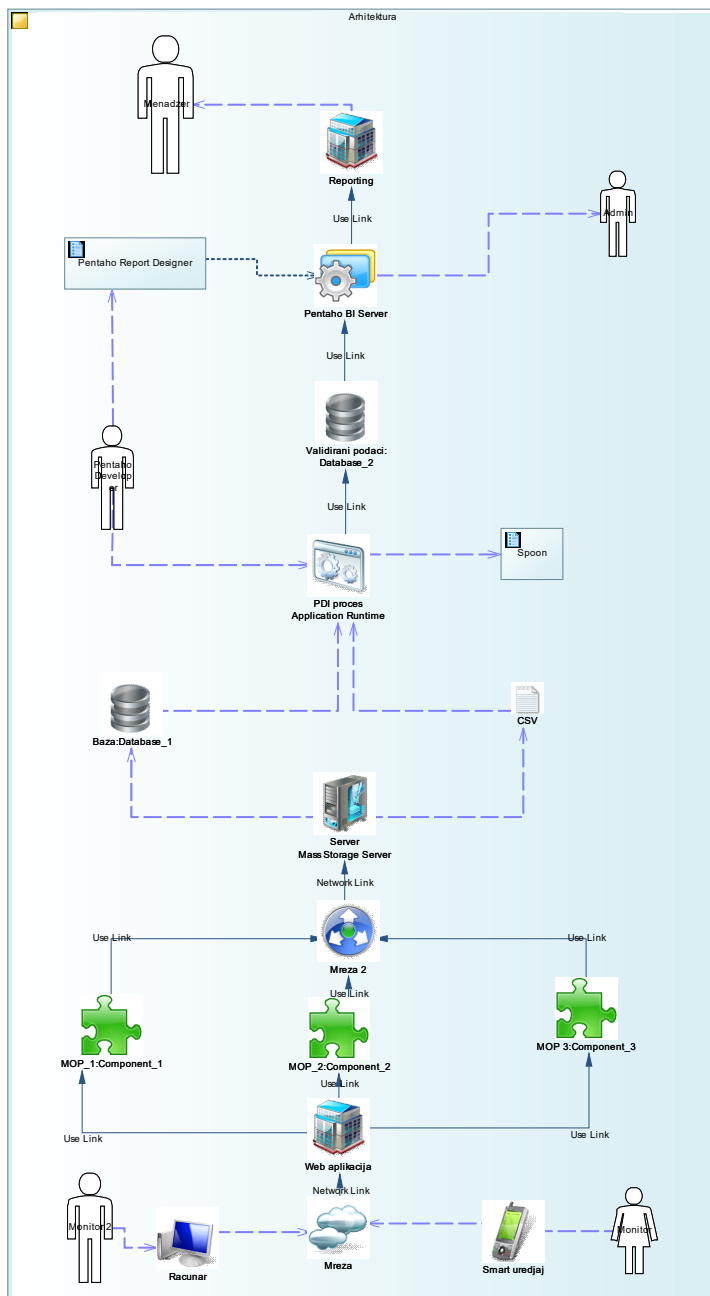 Arhitektura
Menadzer
Reporting
Use Link
Admin
Pentaho Report Designer
Pentaho BI Server
Use Link
Validirani podaci:
Database_2
Pentaho
Develop
er
Use Link
Spoon
PDI proces
Application Runtime
Baza:Database_1
CSV
Server
Mass Storage Server
Network Link
Use Link
Use Link
Mreza 2
Use Link
MOP_1:Component_1
MOP_2:Component_2
MOP 3:Component_3
Use Link
Use Link
Use Link
Web aplikacija
Network Link
Monitor 2
Monitor
Racunar
Mreza
Smart uredjaj